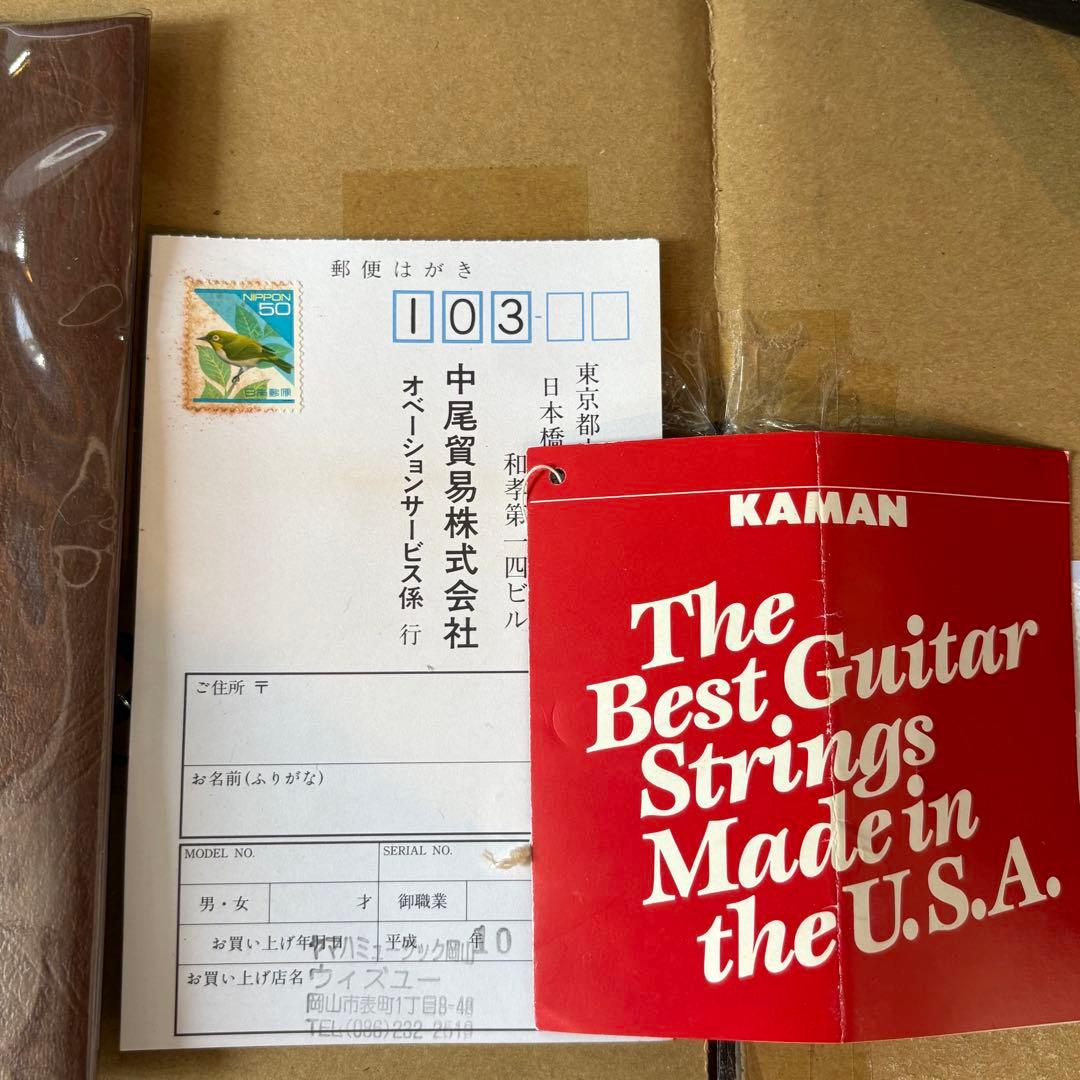 郵便はがき
NIPPON
50
日本郵便
103-
東京都
日本橋
和孝第一四ビル
中尾貿易株式会社
オベーションサービス係 行
ご住所 〒
お名前(ふりがな)
MODEL NO.
SERIAL NO.
男・女
才
御職業
お買い上げ年月日
平成 年 10
お買い上げ店名
ヤマハミュージック岡山
ウィズユー
岡山市表町1丁目8-40
TEL(086)232
KAMAN
The
Best Guitar
Strings
Made in
the U.S.A.